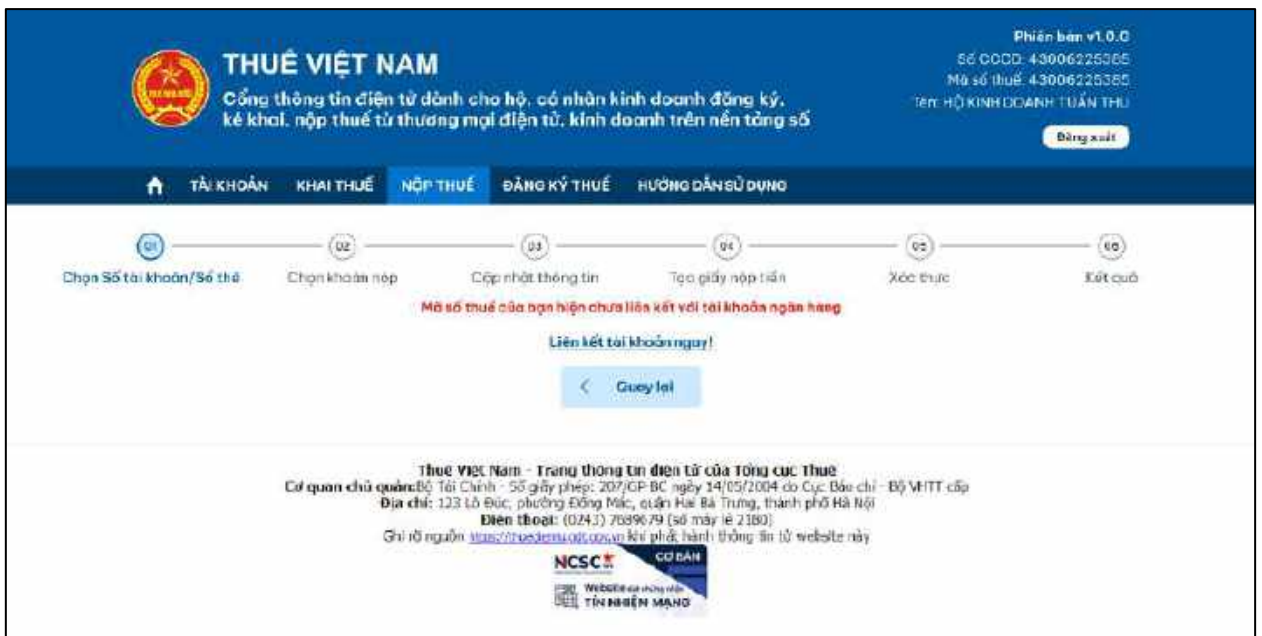 Phiên bản v1.0.0
THUẾ VIỆT NAM
Số CCCD: 43006225385
Cổng thông tin điện tử dành cho hộ, cá nhân kinh doanh đăng ký,
Mã số thuế: 43006225385
kê khai, nộp thuế từ thương mại điện tử, kinh doanh trên nền tảng số
Tên: HỘ KINH DOANH TUẤN THU
Đăng xuất
TÀI KHOẢN KHAI THUẾ NỘP THUẾ ĐĂNG KÝ THUẾ HƯỚNG DẪN SỬ DỤNG
01 02 03 04 05 06
Chọn Số tài khoản/Số thẻ Chọn khoản nộp Cập nhật thông tin Tạo giấy nộp tiền Xác thực Kết quả
Mã số thuế của bạn hiện chưa liên kết với tài khoản ngân hàng
Liên kết tài khoản ngay!
Quay lại
Thuế Việt Nam - Trang thông tin điện tử của Tổng cục Thuế
Cơ quan chủ quản: Bộ Tài Chính - Số giấy phép: 207/GP-BC ngày 14/05/2004 do Cục Báo chí - Bộ VHTT cấp
Địa chỉ: 123 Lò Đúc, phường Đống Mác, quận Hai Bà Trưng, thành phố Hà Nội
Điện thoại: (0243) 7689679 (số máy lẻ 2180)
Ghi rõ nguồn khi phát hành thông tin từ website này
NCSC CƠ BẢN
Website
TÍN NHIỆM MẠNG